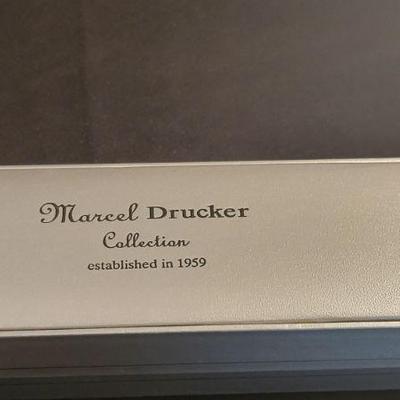 Marcel Drucker
Collection
established in 1959